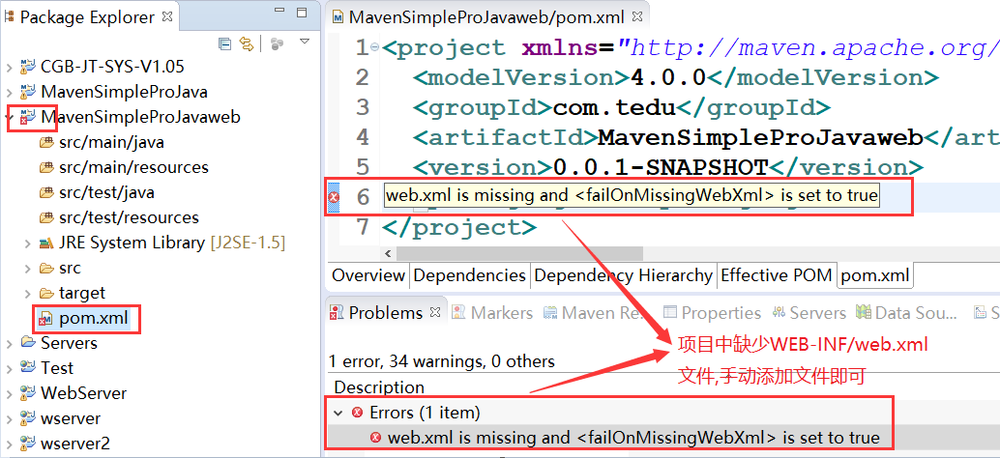 Package Explorer
CGB-JT-SYS-V1.05
MavenSimpleProJava
MavenSimpleProJavaweb
src/main/java
src/main/resources
src/test/java
src/test/resources
JRE System Library [J2SE-1.5]
src
target
pom.xml
Servers
Test
WebServer
wserver
wserver2
MavenSimpleProJavaweb/pom.xml
1 <project xmlns="http://maven.apache.org/
2 <modelVersion>4.0.0</modelVersion>
3 <groupId>com.tedu</groupId>
4 <artifactId>MavenSimpleProJavaweb</art
5 <version>0.0.1-SNAPSHOT</version>
6 web.xml is missing and <failOnMissingWebXml> is set to true
7 </project>
Overview Dependencies Dependency Hierarchy Effective POM pom.xml
Problems Markers Maven Re... Properties Servers Data Sou... S
项目中缺少WEB-INF/web.xml
文件,手动添加文件即可
1 error, 34 warnings, 0 others
Description
Errors (1 item)
web.xml is missing and <failOnMissingWebXml> is set to true